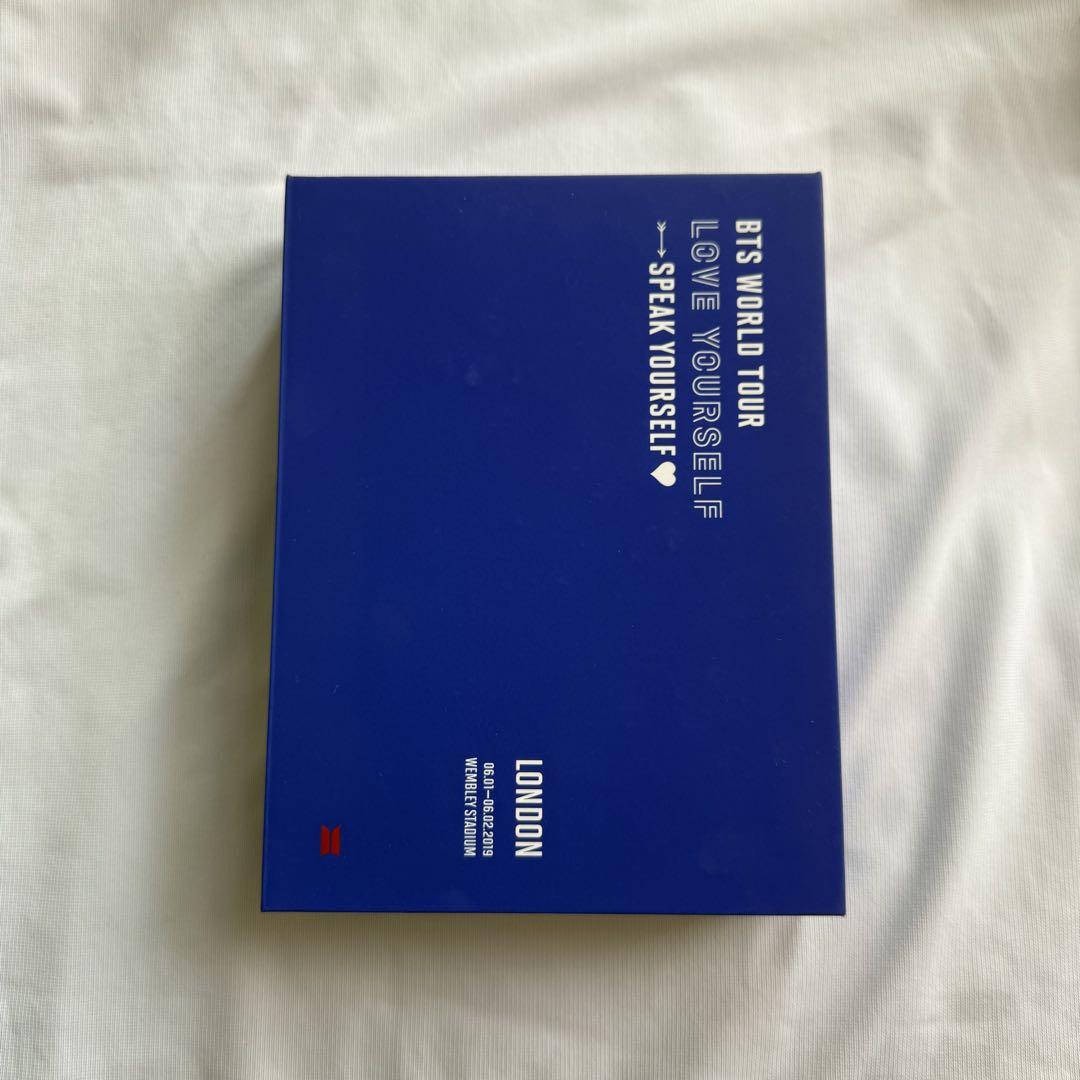 BTS WORLD TOUR
LOVE YOURSELF
SPEAK YOURSELF
LONDON
06.01—06.02.2019
WEMBLEY STADIUM